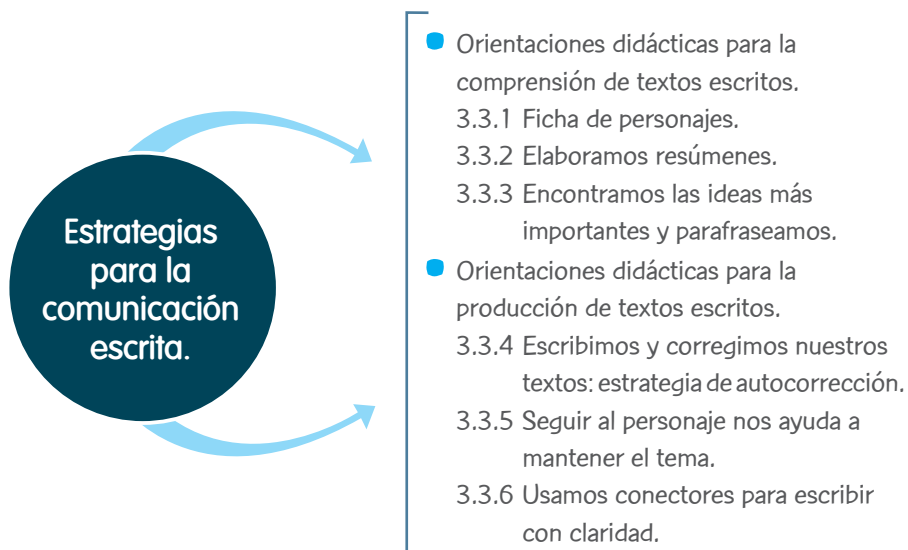 Estrategias
para la
comunicación
escrita.
Orientaciones didácticas para la
comprensión de textos escritos.
3.3.1 Ficha de personajes.
3.3.2 Elaboramos resúmenes.
3.3.3 Encontramos las ideas más
importantes y parafraseamos.
Orientaciones didácticas para la
producción de textos escritos.
3.3.4 Escribimos y corregimos nuestros
textos: estrategia de autocorrección.
3.3.5 Seguir al personaje nos ayuda a
mantener el tema.
3.3.6 Usamos conectores para escribir
con claridad.